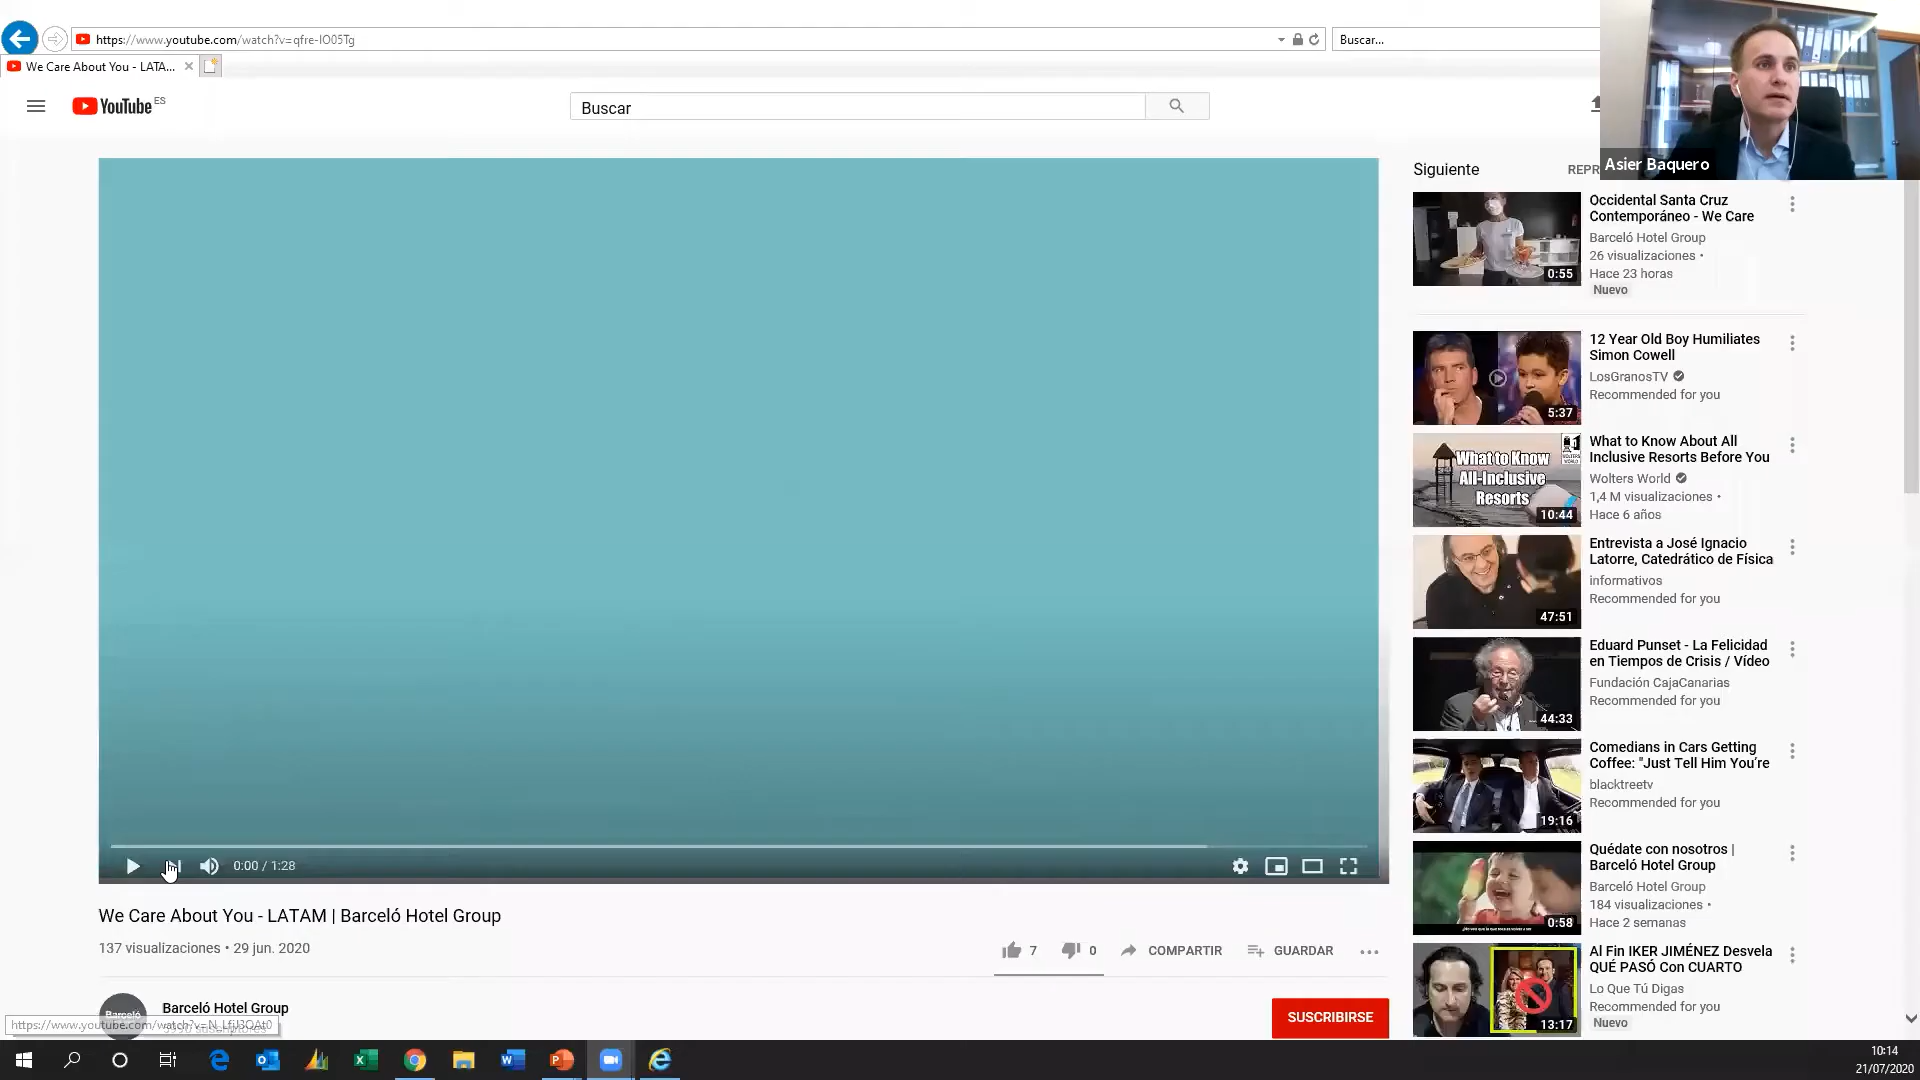 https://www.youtube.com/watch?v=qfre-IO05Tg
Buscar...
We Care About You - LATA...
YouTube ES
Buscar
Asier Baquero
Siguiente
REPR
Occidental Santa Cruz
Contemporáneo - We Care
Barceló Hotel Group
26 visualizaciones •
Hace 23 horas
Nuevo
0:55
12 Year Old Boy Humiliates
Simon Cowell
LosGranosTV
Recommended for you
5:37
What to Know
All-Inclusive
Resorts
10:44
What to Know About All
Inclusive Resorts Before You
Wolters World
1,4 M visualizaciones •
Hace 6 años
Entrevista a José Ignacio
Latorre, Catedrático de Física
informativos
Recommended for you
47:51
Eduard Punset - La Felicidad
en Tiempos de Crisis / Vídeo
Fundación CajaCanarias
Recommended for you
44:33
Comedians in Cars Getting
Coffee: "Just Tell Him You’re
blacktreetv
Recommended for you
19:16
Quédate con nosotros |
Barceló Hotel Group
Barceló Hotel Group
184 visualizaciones •
Hace 2 semanas
0:58
Al Fin IKER JIMÉNEZ Desvela
QUÉ PASÓ Con CUARTO
Lo Que Tú Digas
Recommended for you
Nuevo
13:17
0:00 / 1:28
We Care About You - LATAM | Barceló Hotel Group
137 visualizaciones • 29 jun. 2020
7
0
COMPARTIR
GUARDAR
Barceló
Barceló Hotel Group
SUSCRIBIRSE
10:14
21/07/2020